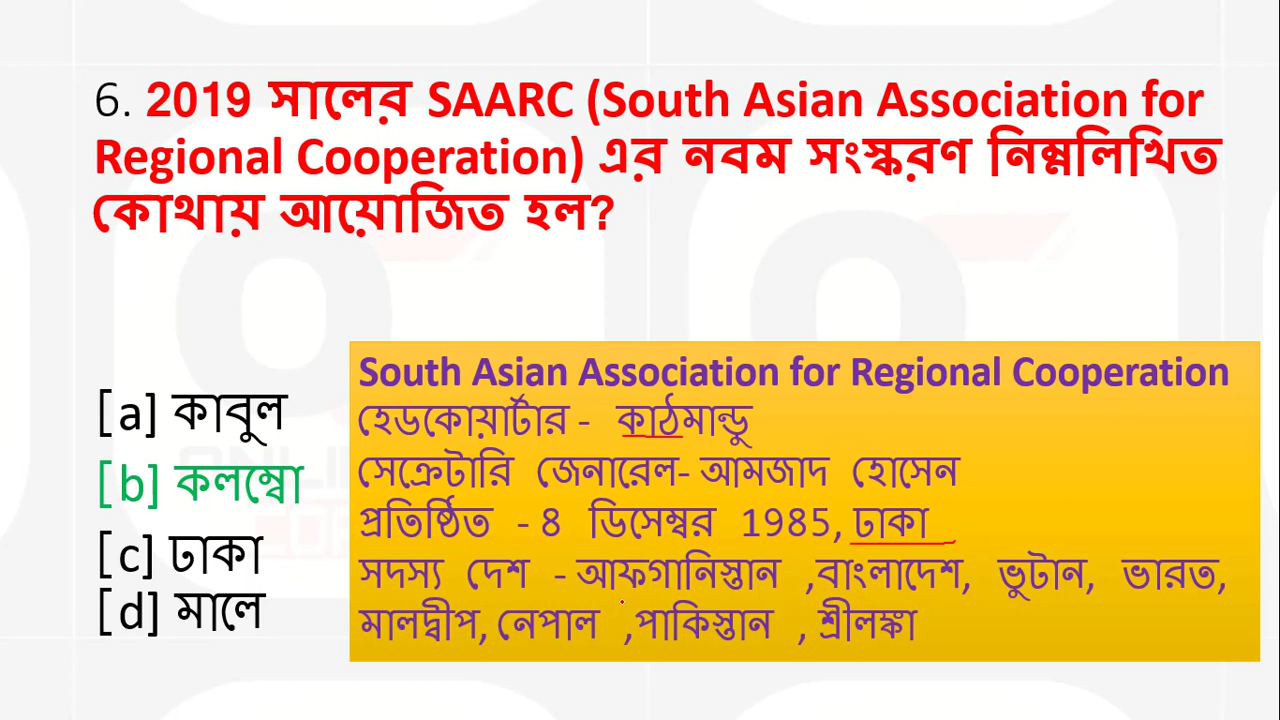 6. 2019 সালের SAARC (South Asian Association for
Regional Cooperation) এর নবম সংস্করণ নিম্নলিখিত
কোথায় আয়োজিত হল?
[a] কাবুল
[b] কলম্বো
[c] ঢাকা
[d] মালে
South Asian Association for Regional Cooperation
হেডকোয়ার্টার - কাঠমান্ডু
সেক্রেটারি জেনারেল- আমজাদ হোসেন
প্রতিষ্ঠিত - 8 ডিসেম্বর 1985, ঢাকা
সদস্য দেশ - আফগানিস্তান ,বাংলাদেশ, ভুটান, ভারত,
মালদ্বীপ, নেপাল ,পাকিস্তান , শ্রীলঙ্কা